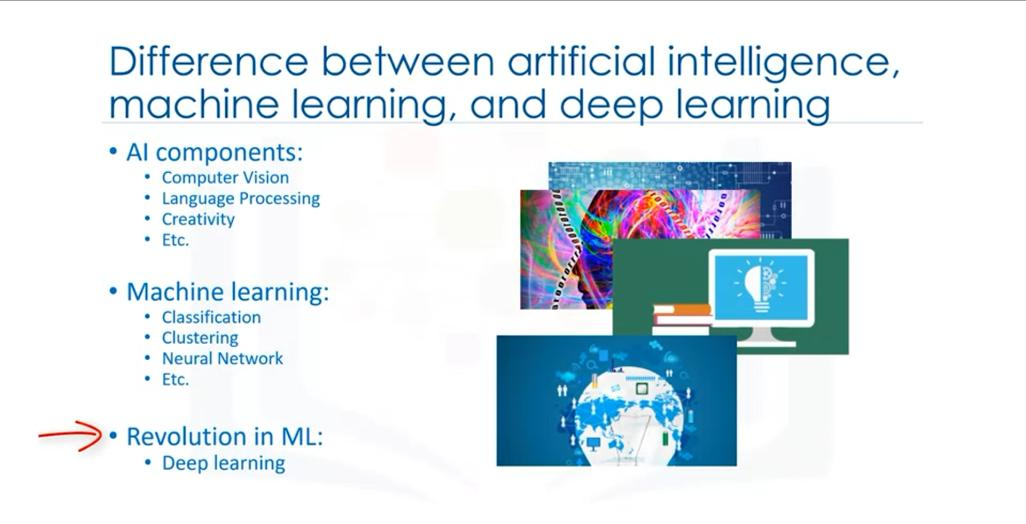 Difference between artificial intelligence,
machine learning, and deep learning
• AI components:
• Computer Vision
• Language Processing
• Creativity
• Etc.
• Machine learning:
• Classification
• Clustering
• Neural Network
• Etc.
• Revolution in ML:
• Deep learning